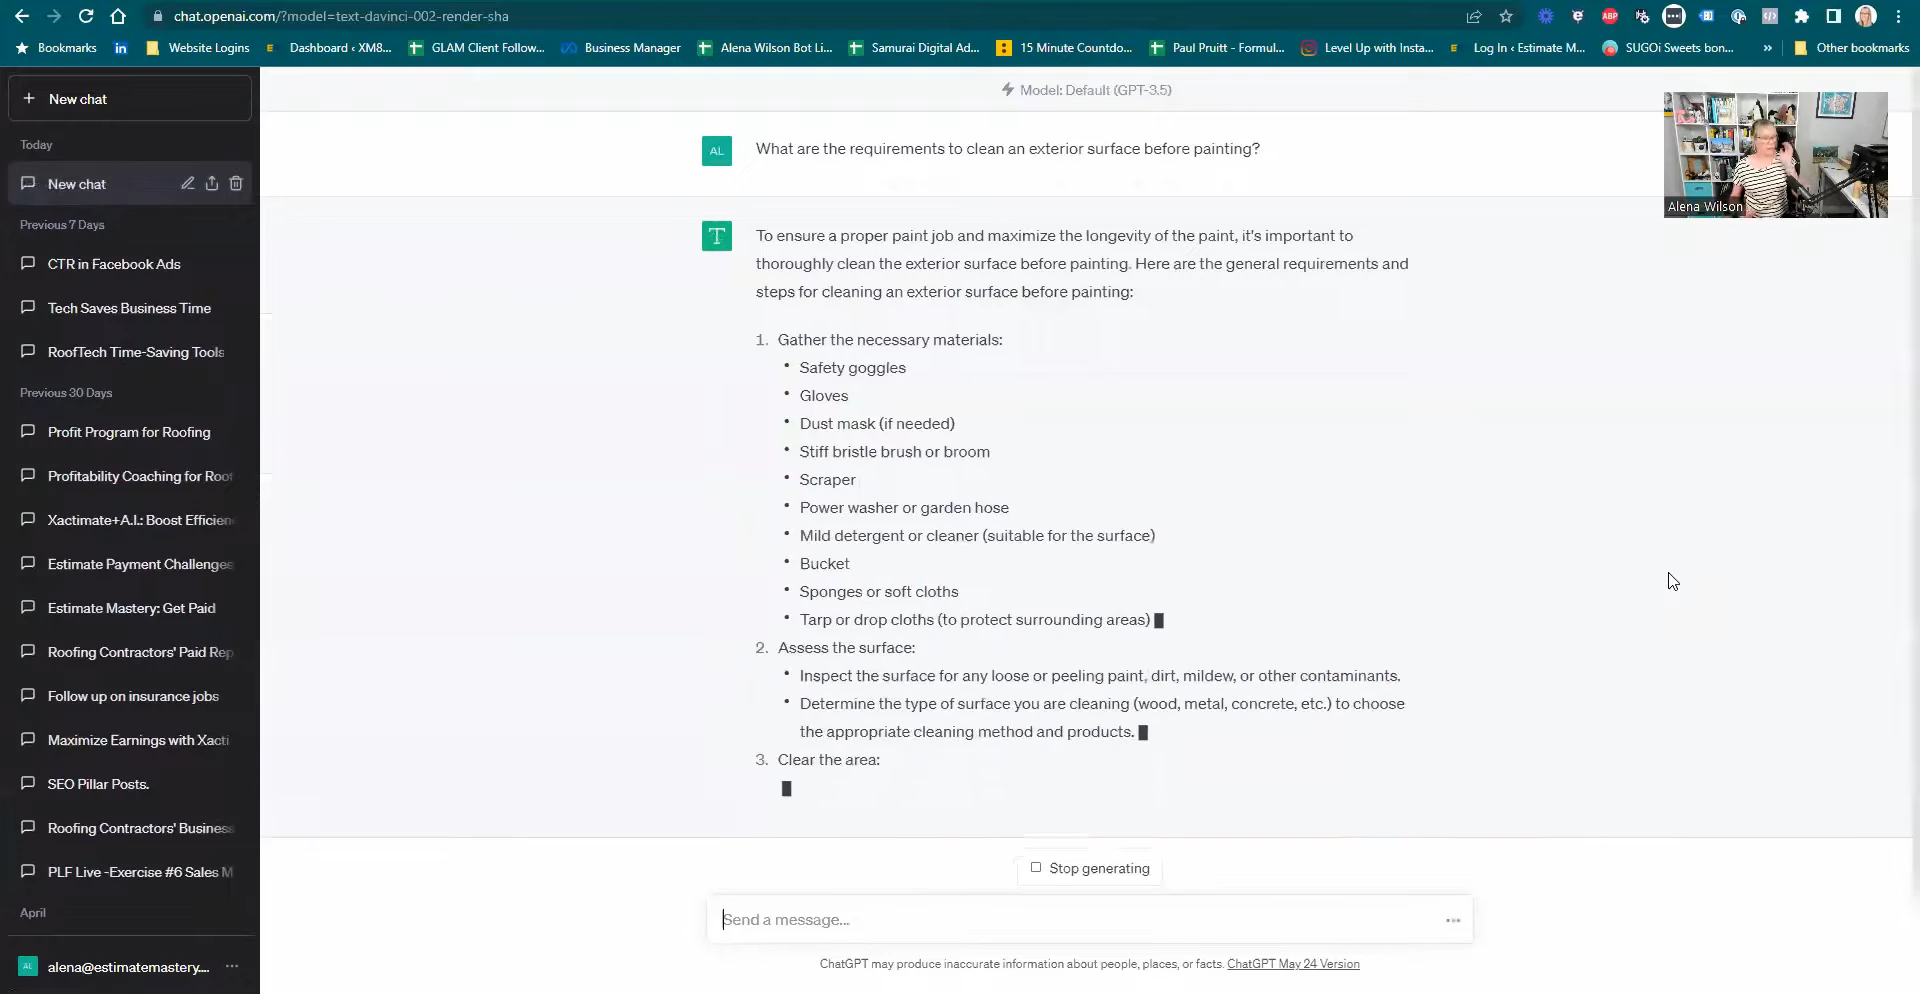 chat.openai.com/?model=text-davinci-002-render-sha
ABP
Bookmarks
Website Logins
Dashboard ‹ XM8...
GLAM Client Follow...
Business Manager
Alena Wilson Bot Li...
Samurai Digital Ad...
15 Minute Countdo...
Paul Pruitt - Formul...
Level Up with Insta...
Log In ‹ Estimate M...
SUGOi Sweets bon...
»
Other bookmarks
+ New chat
Today
New chat
Previous 7 Days
CTR in Facebook Ads
Tech Saves Business Time
RoofTech Time-Saving Tools
Previous 30 Days
Profit Program for Roofing
Profitability Coaching for Roof
Xactimate+A.I.: Boost Efficien
Estimate Payment Challenges
Estimate Mastery: Get Paid
Roofing Contractors' Paid Rep
Follow up on insurance jobs
Maximize Earnings with Xacti
SEO Pillar Posts.
Roofing Contractors' Business
PLF Live -Exercise #6 Sales M
April
AL
alena@estimatemastery....
Model: Default (GPT-3.5)
Alena Wilson
AL
What are the requirements to clean an exterior surface before painting?
To ensure a proper paint job and maximize the longevity of the paint, it's important to
thoroughly clean the exterior surface before painting. Here are the general requirements and
steps for cleaning an exterior surface before painting:
1. Gather the necessary materials:
• Safety goggles
• Gloves
• Dust mask (if needed)
• Stiff bristle brush or broom
• Scraper
• Power washer or garden hose
• Mild detergent or cleaner (suitable for the surface)
• Bucket
• Sponges or soft cloths
• Tarp or drop cloths (to protect surrounding areas)
2. Assess the surface:
• Inspect the surface for any loose or peeling paint, dirt, mildew, or other contaminants.
• Determine the type of surface you are cleaning (wood, metal, concrete, etc.) to choose
the appropriate cleaning method and products.
3. Clear the area:
Stop generating
Send a message...
ChatGPT may produce inaccurate information about people, places, or facts. ChatGPT May 24 Version